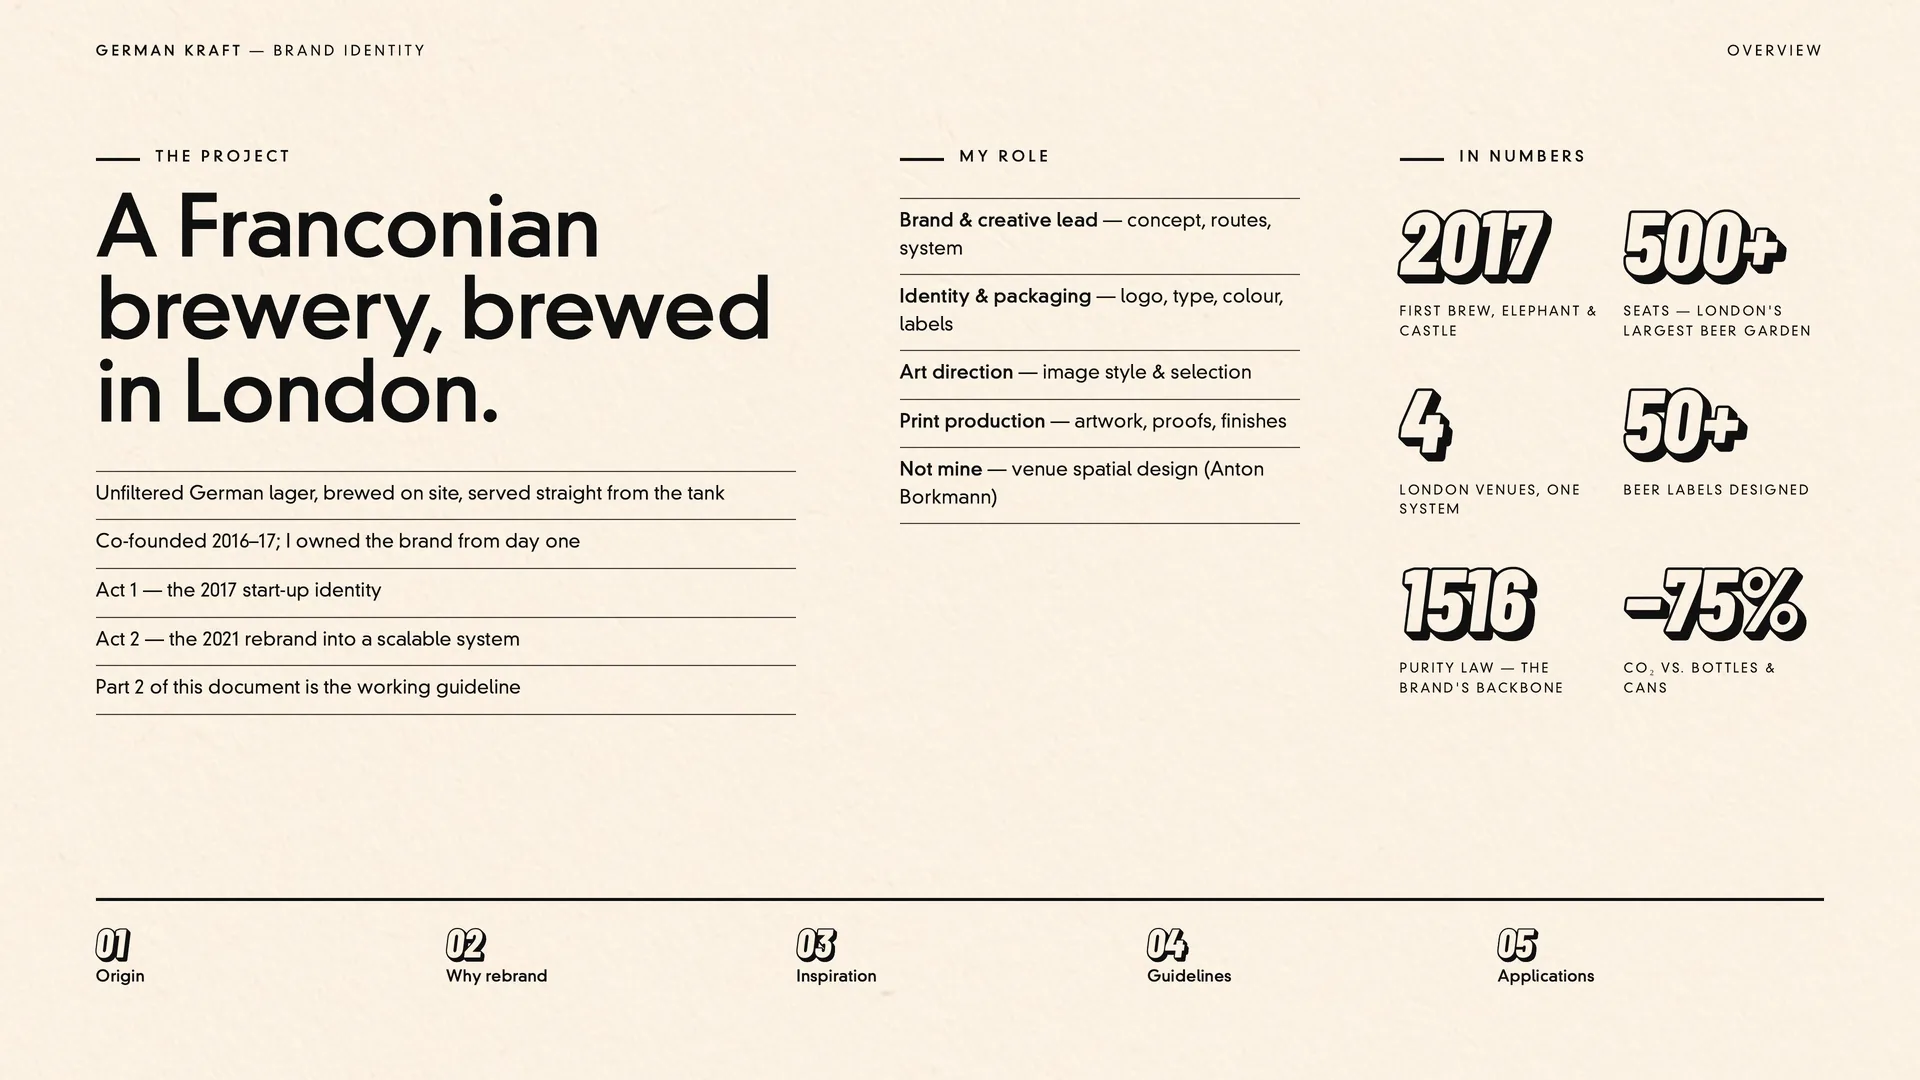 GERMAN KRAFT — BRAND IDENTITY
OVERVIEW
THE PROJECT
A Franconian
brewery, brewed
in London.
Unfiltered German lager, brewed on site, served straight from the tank
Co-founded 2016–17; I owned the brand from day one
Act 1 — the 2017 start-up identity
Act 2 — the 2021 rebrand into a scalable system
Part 2 of this document is the working guideline
MY ROLE
Brand & creative lead — concept, routes,
system
Identity & packaging — logo, type, colour,
labels
Art direction — image style & selection
Print production — artwork, proofs, finishes
Not mine — venue spatial design (Anton
Borkmann)
IN NUMBERS
2017
FIRST BREW, ELEPHANT &
CASTLE
500+
SEATS — LONDON'S
LARGEST BEER GARDEN
4
LONDON VENUES, ONE
SYSTEM
50+
BEER LABELS DESIGNED
1516
PURITY LAW — THE
BRAND'S BACKBONE
–75%
CO₂ VS. BOTTLES &
CANS
01
Origin
02
Why rebrand
03
Inspiration
04
Guidelines
05
Applications